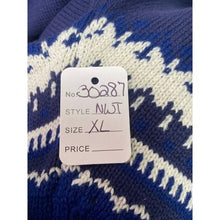 No. 30287
STYLE NWT
SIZE XL
PRICE